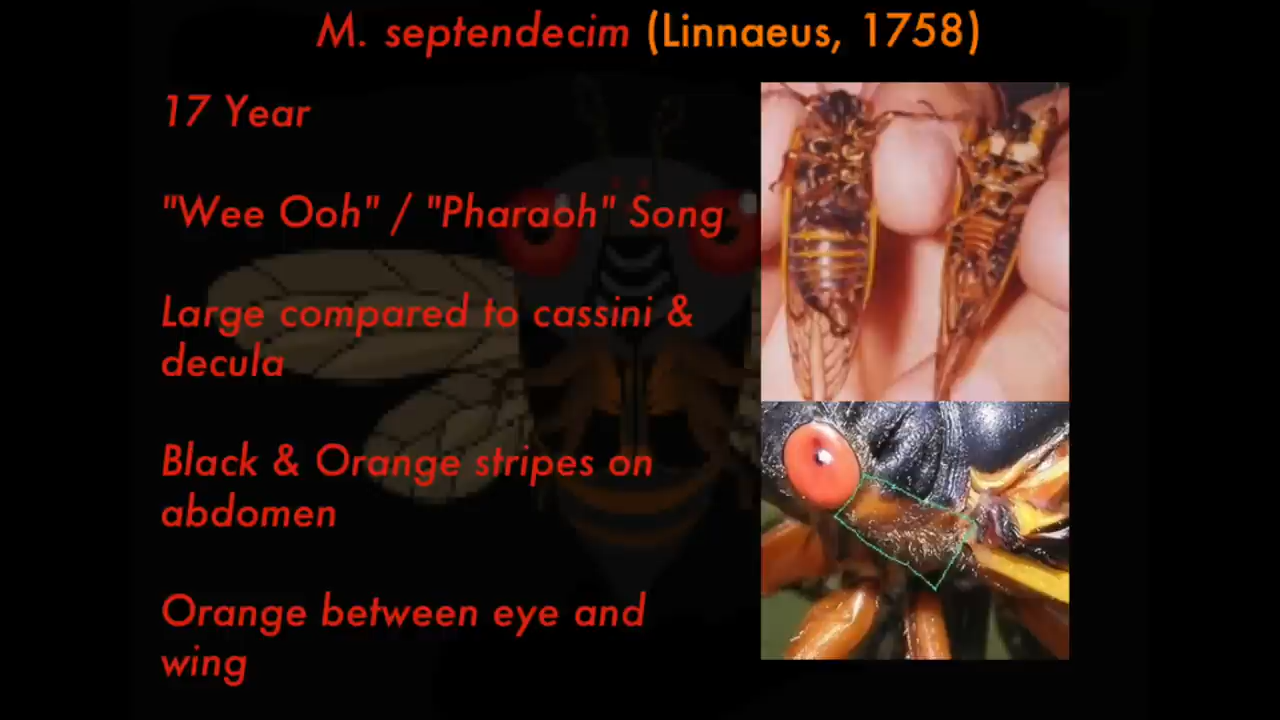 M. septendecim (Linnaeus, 1758)
17 Year
"Wee Ooh" / "Pharaoh" Song
Large compared to cassini &
decula
Black & Orange stripes on
abdomen
Orange between eye and
wing